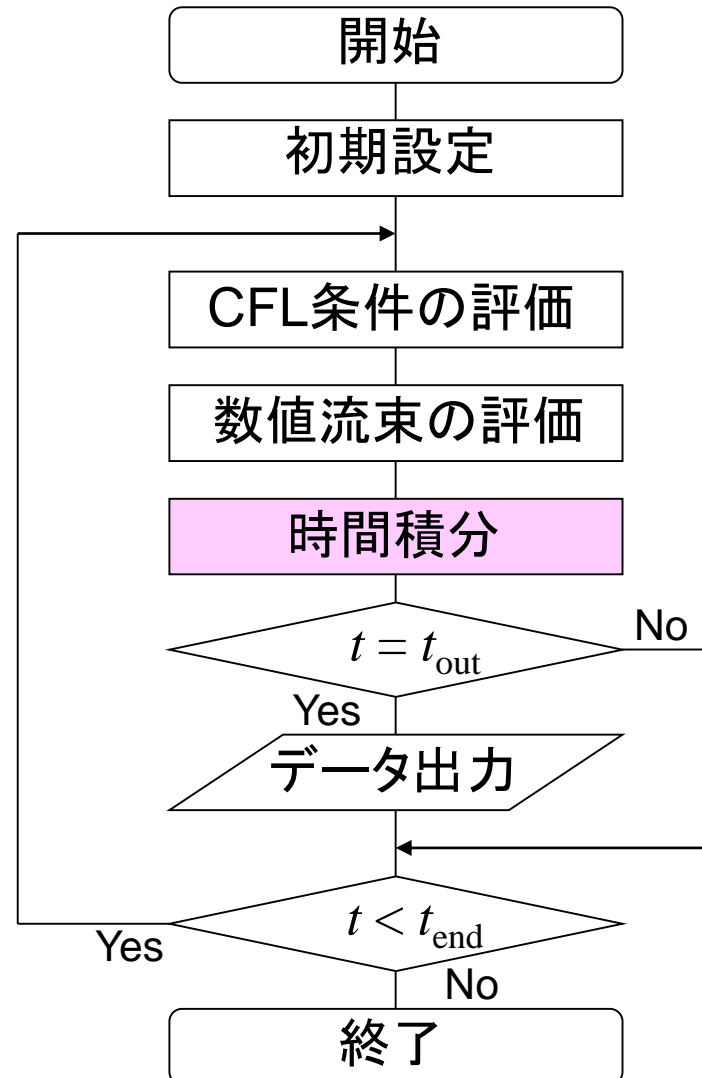 開始
初期設定
CFL条件の評価
数値流束の評価
時間積分
t = t_out
No
Yes
データ出力
t < t_end
Yes
No
終了